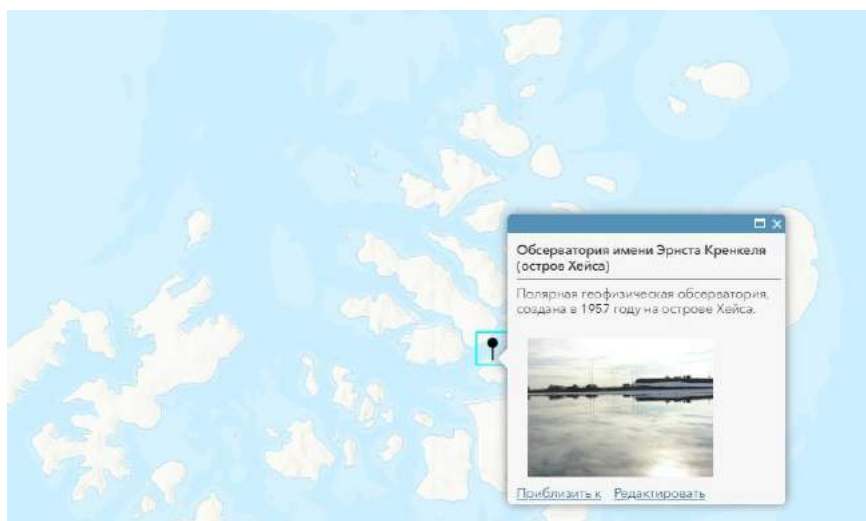 Обсерватория имени Эрнста Кренкеля
(остров Хейса)
Полярная геофизическая обсерватория,
создана в 1957 году на острове Хейса.
Приблизить к Редактировать